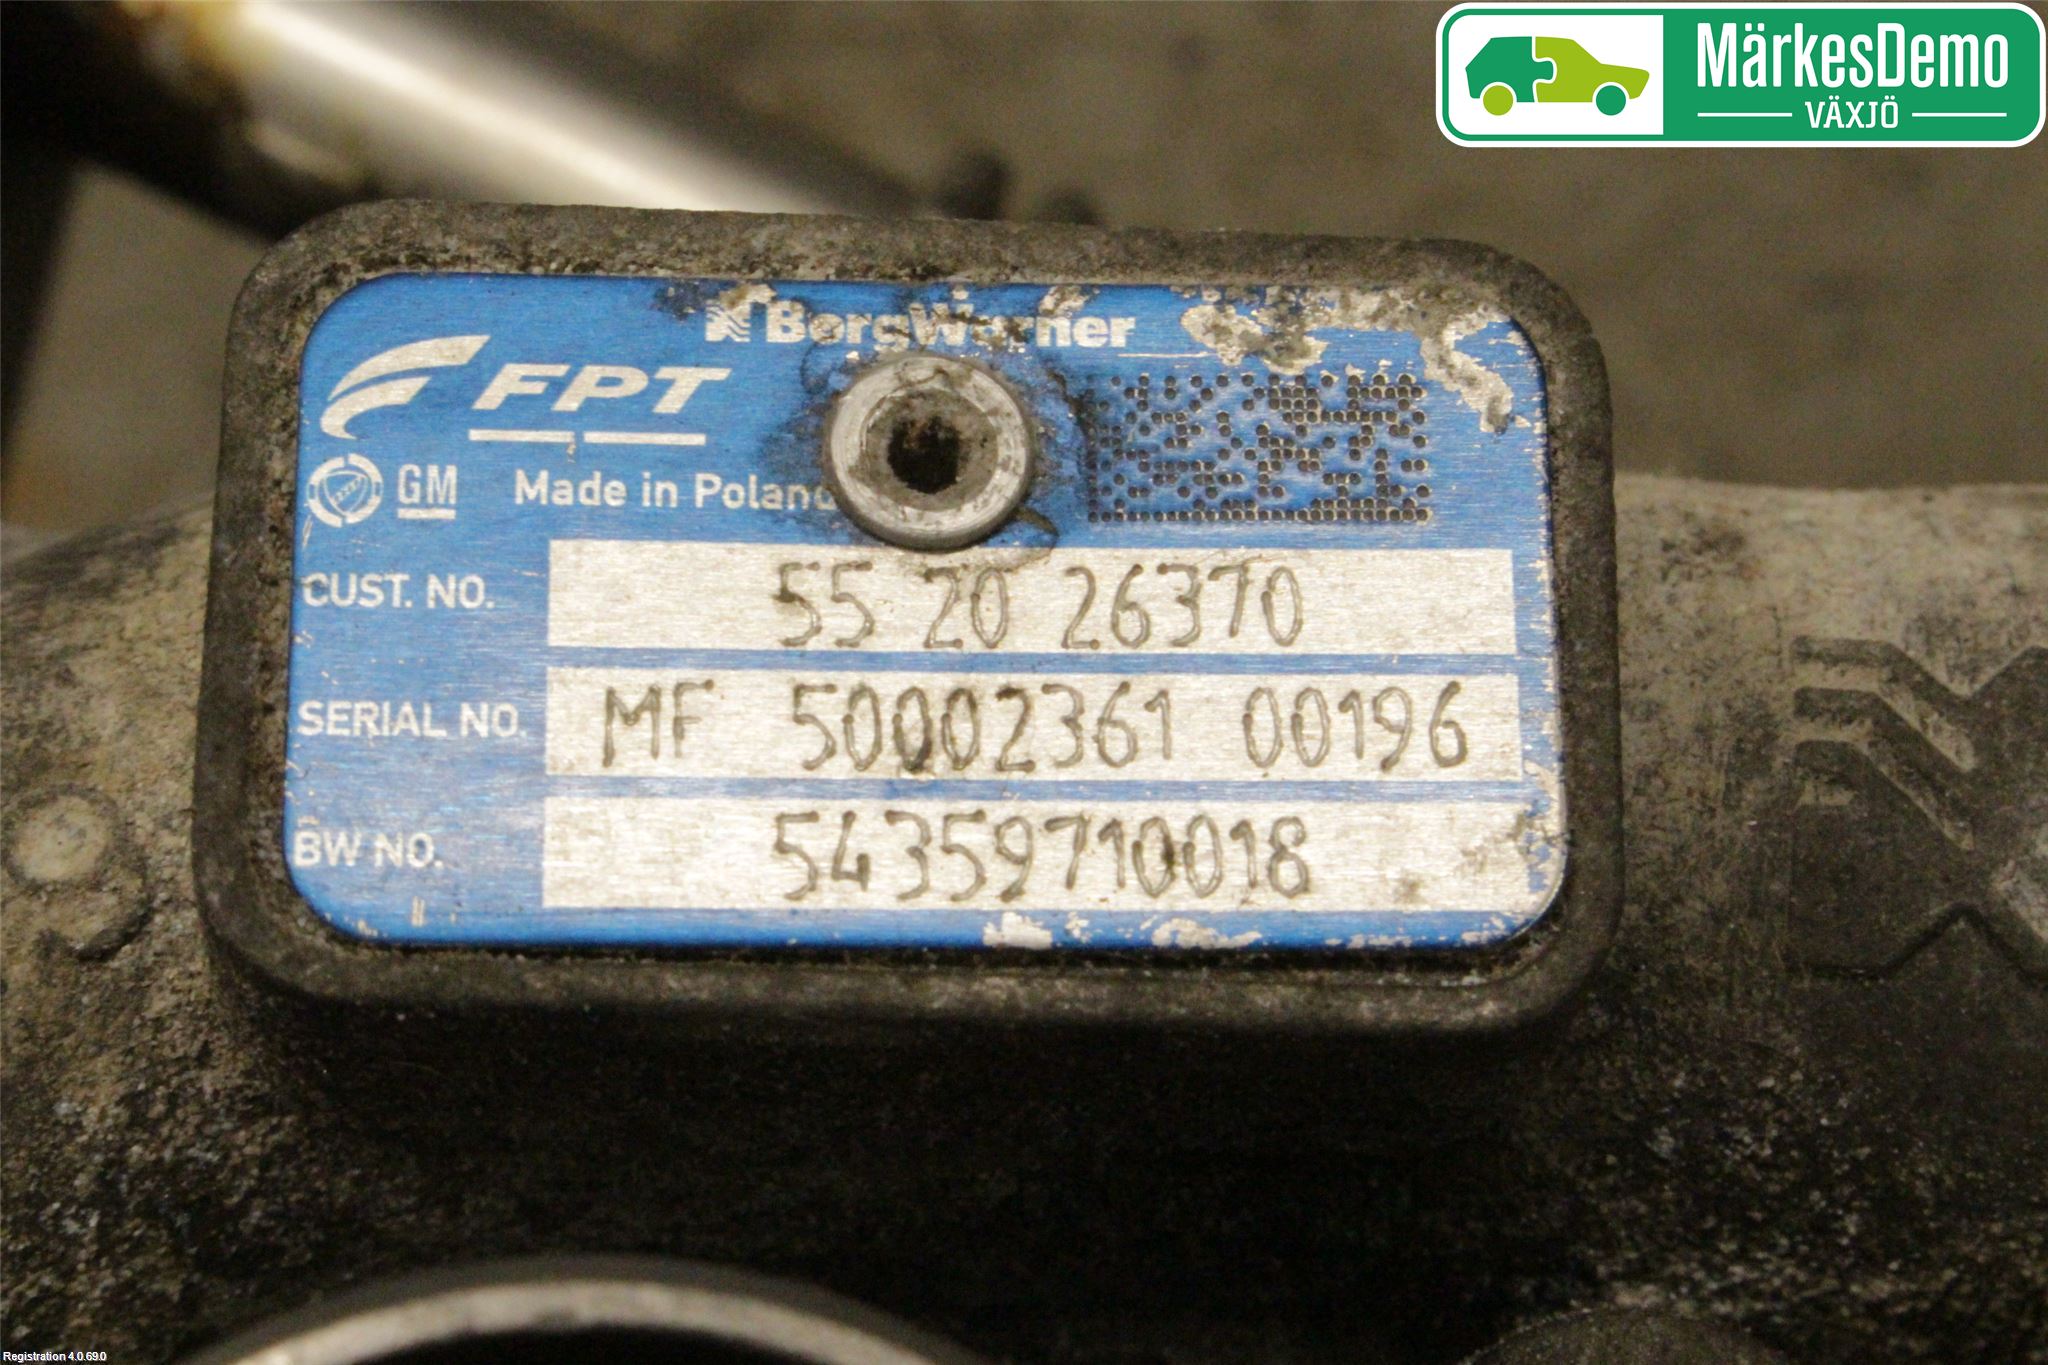 MärkesDemo
VÄXJÖ
BorgWarner
FPT
GM Made in Poland
CUST. NO. 55 20 26370
SERIAL NO. MF 50002361 00196
BW NO. 54359710018
Registration 4.0.69.0